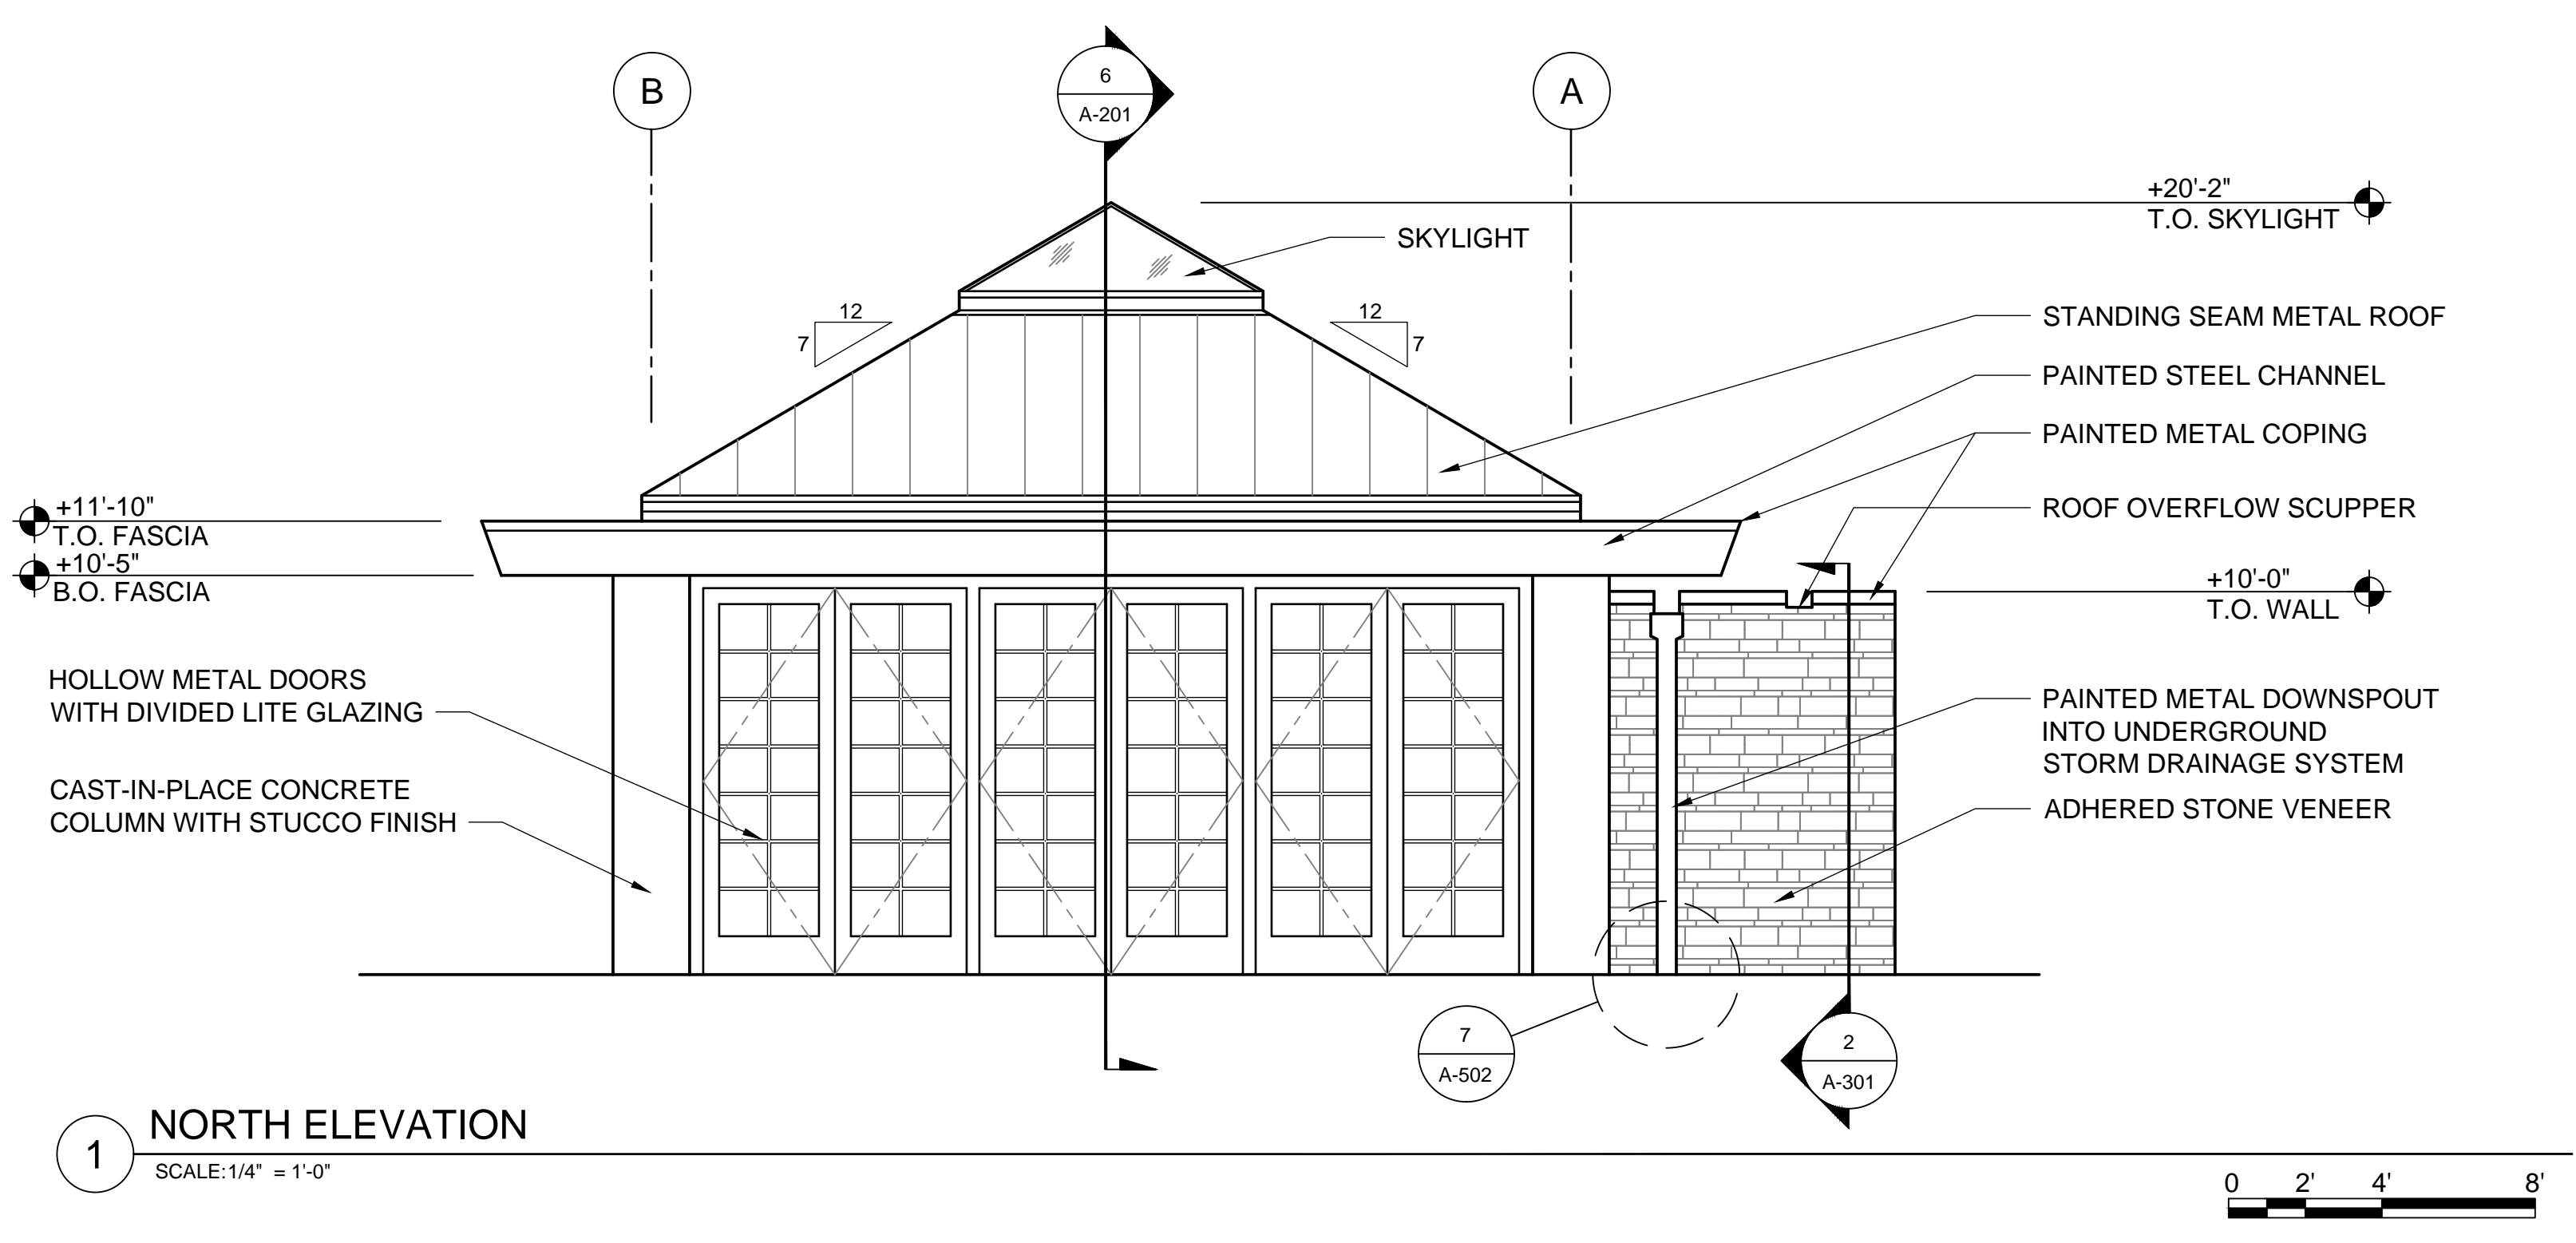 B
6
A-201
A
+20'-2"
T.O. SKYLIGHT
SKYLIGHT
12
7
12
7
STANDING SEAM METAL ROOF
PAINTED STEEL CHANNEL
PAINTED METAL COPING
ROOF OVERFLOW SCUPPER
+11'-10"
T.O. FASCIA
+10'-5"
B.O. FASCIA
+10'-0"
T.O. WALL
HOLLOW METAL DOORS
WITH DIVIDED LITE GLAZING
CAST-IN-PLACE CONCRETE
COLUMN WITH STUCCO FINISH
PAINTED METAL DOWNSPOUT
INTO UNDERGROUND
STORM DRAINAGE SYSTEM
ADHERED STONE VENEER
7
A-502
2
A-301
1
NORTH ELEVATION
SCALE:1/4" = 1'-0"
0 2' 4' 8'